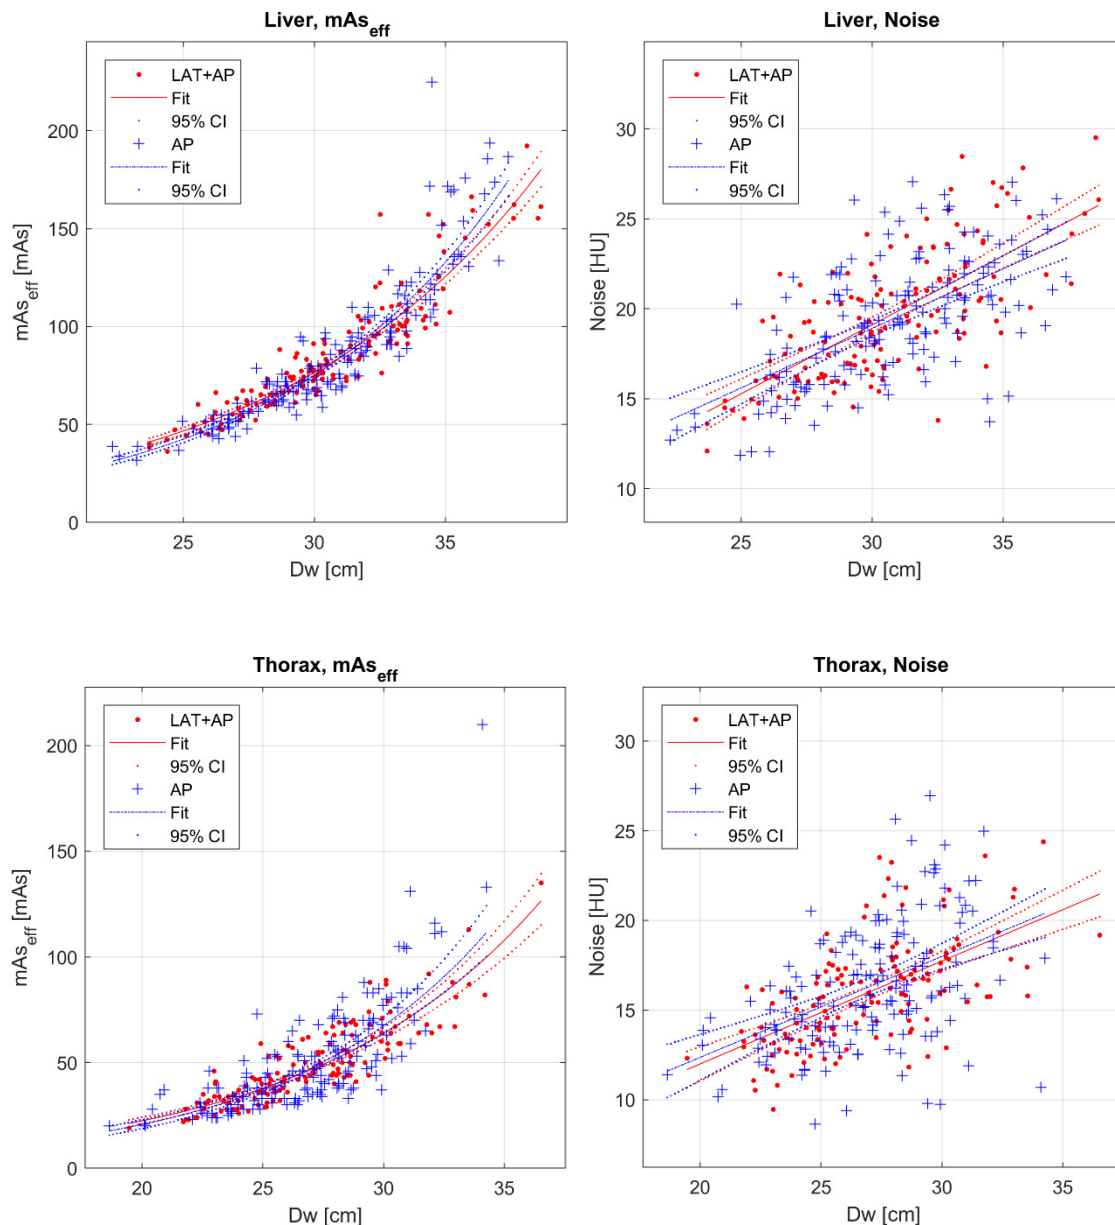 Liver, mAs_eff
LAT+AP
Fit
95% CI
AP
Fit
95% CI
200
150
100
50
0
mAs_eff [mAs]
25 30 35
Dw [cm]
Liver, Noise
LAT+AP
Fit
95% CI
AP
Fit
95% CI
30
25
20
15
10
Noise [HU]
25 30 35
Dw [cm]
Thorax, mAs_eff
LAT+AP
Fit
95% CI
AP
Fit
95% CI
200
150
100
50
0
mAs_eff [mAs]
20 25 30 35
Dw [cm]
Thorax, Noise
LAT+AP
Fit
95% CI
AP
Fit
95% CI
30
25
20
15
10
Noise [HU]
20 25 30 35
Dw [cm]